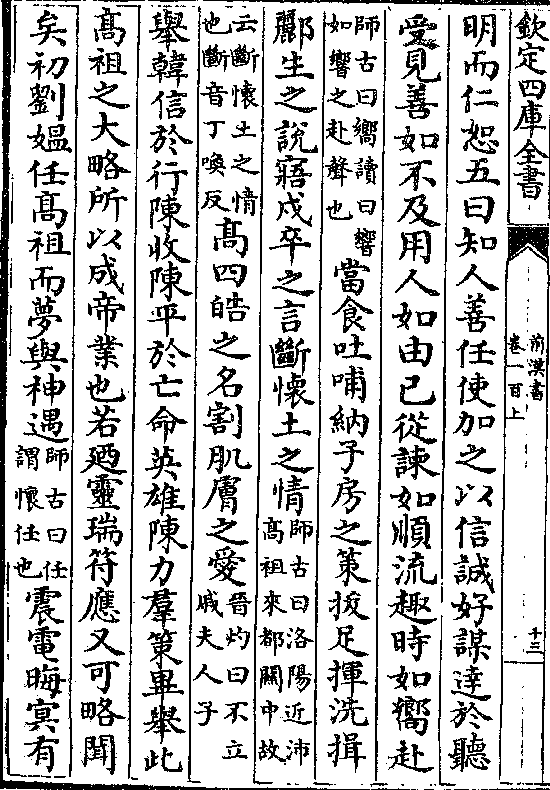 欽定四庫全書
前漢書
卷一百上
十三
明而仁恕五曰知人善任使加之以信誠好謀達於聽
受見善如不及用人如由已從諫如順流趣時如嚮赴
師古曰嚮讀曰響
如響之赴聲也
當食吐哺納子房之策拔足揮洗揖
酈生之說寤戍卒之言斷懷土之情
師古曰洛陽近沛
高祖來都關中故
云斷懷土之情
也斷音丁喚反
高四皓之名割肌膚之愛
晉灼曰不立
戚夫人子
舉韓信於行陳收陳平於亡命英雄陳力羣策畢舉此
髙祖之大略所以成帝業也若廼靈瑞符應又可略聞
矣初劉媪任髙祖而夢與神遇
師古曰任
謂懷任也
震電晦冥有